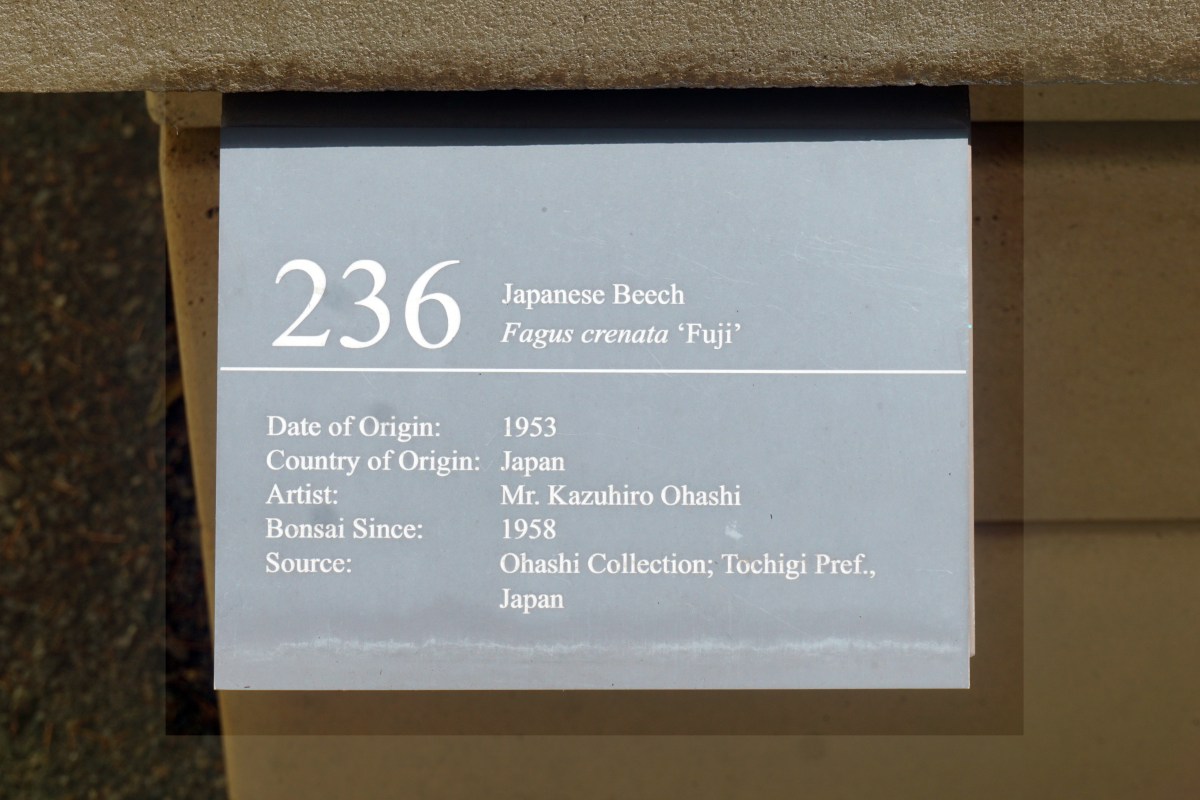 236
Japanese Beech
Fagus crenata ‘Fuji’
Date of Origin: 1953
Country of Origin: Japan
Artist: Mr. Kazuhiro Ohashi
Bonsai Since: 1958
Source: Ohashi Collection; Tochigi Pref.,
Japan